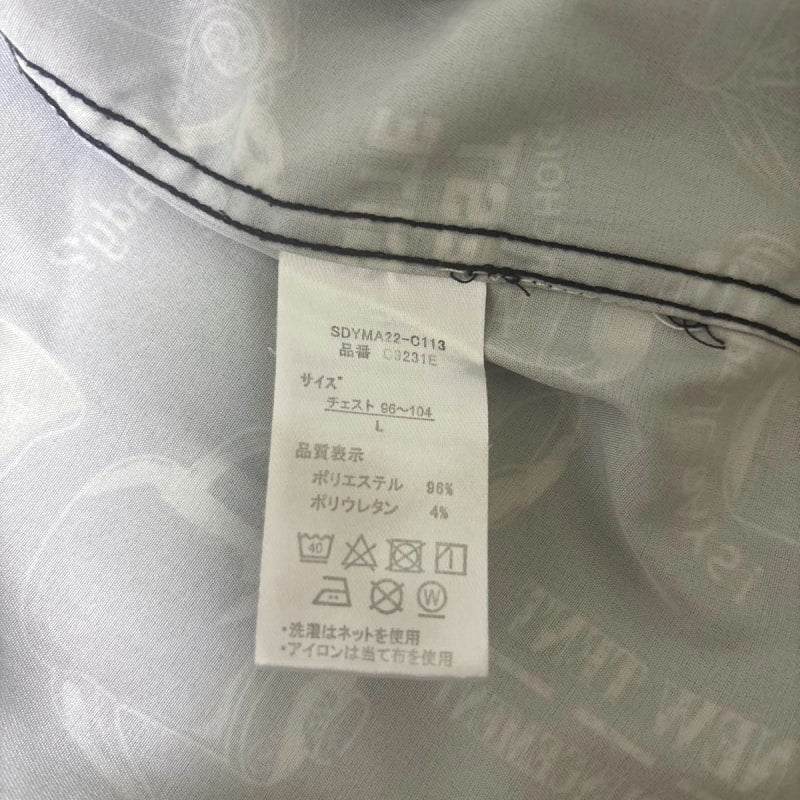 SDYMA22-C113
品番 C3231E
サイズ
チェスト 96～104
L
品質表示
ポリエステル 96%
ポリウレタン 4%
40
W
・洗濯はネットを使用
・アイロンは当て布を使用
CHOIC
NEW